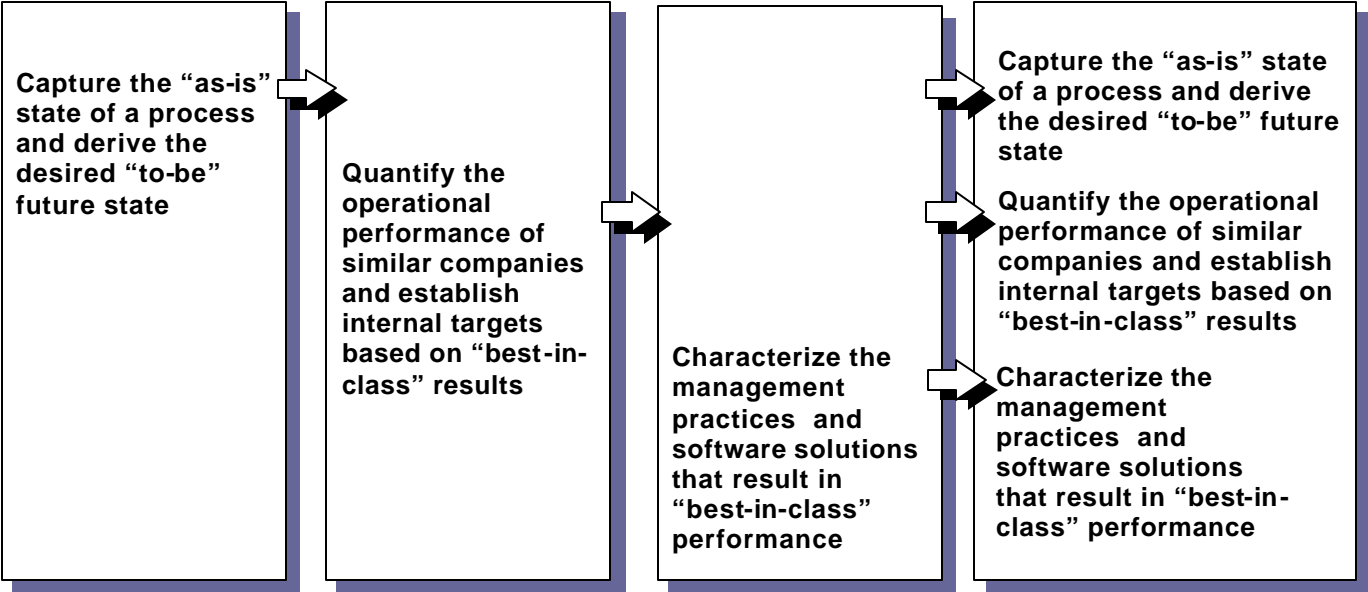 Capture the “as-is”
state of a process
and derive the
desired “to-be”
future state
Quantify the
operational
performance of
similar companies
and establish
internal targets
based on “best-in-
class” results
Characterize the
management
practices  and
software solutions
that result in
“best-in-class”
performance
Capture the “as-is” state
of a process and derive
the desired “to-be” future
state
Quantify the operational
performance of similar
companies and establish
internal targets based on
“best-in-class” results
Characterize the
management
practices  and
software solutions
that result in “best-in-
class” performance